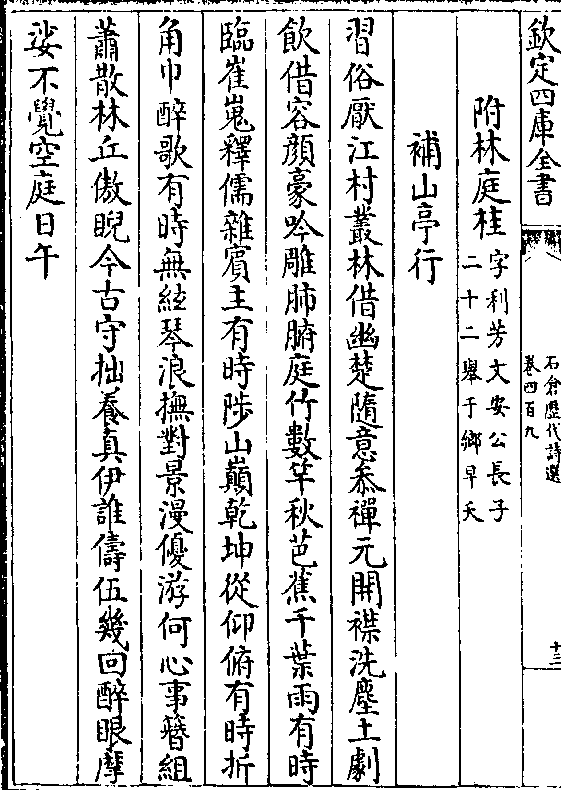 欽定四庫全書
石倉歷代詩選
卷四百九
十三
附林庭桂
字利芳文安公長子
二十二舉于鄉早夭
補山亭行
習俗厭江村叢林借幽楚隨意叅禪元開襟洗塵土劇
飲借容顔豪吟雕肺腑庭竹數竿秋芭蕉千葉雨有時
臨崔嵬釋儒雜賓主有時陟山巔乾坤從仰俯有時折
角巾醉歌有時無絃琴浪撫對景漫優游何心事簪組
蕭散林丘傲睨今古守拙養真伊誰儔伍幾回醉眼摩
娑不覺空庭日午